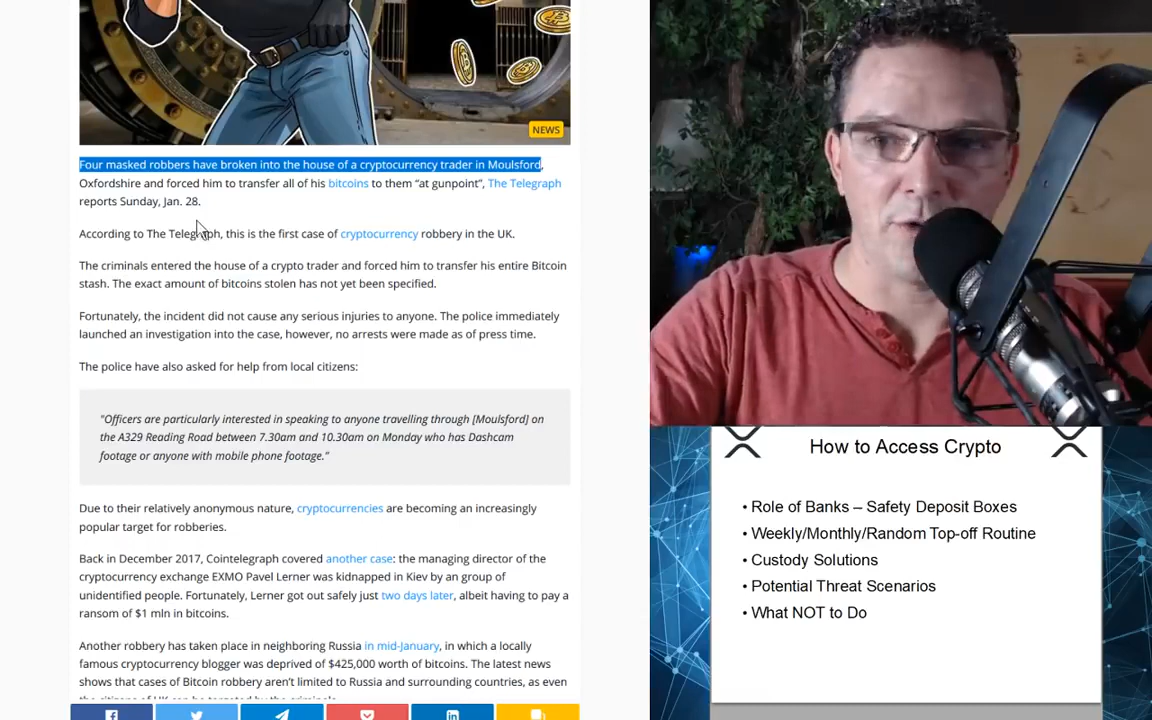 NEWS
Four masked robbers have broken into the house of a cryptocurrency trader in Moulsford,
Oxfordshire and forced him to transfer all of his bitcoins to them “at gunpoint”, The Telegraph
reports Sunday, Jan. 28.
According to The Telegraph, this is the first case of cryptocurrency robbery in the UK.
The criminals entered the house of a crypto trader and forced him to transfer his entire Bitcoin
stash. The exact amount of bitcoins stolen has not yet been specified.
Fortunately, the incident did not cause any serious injuries to anyone. The police immediately
launched an investigation into the case, however, no arrests were made as of press time.
The police have also asked for help from local citizens:
"Officers are particularly interested in speaking to anyone travelling through [Moulsford] on
the A329 Reading Road between 7.30am and 10.30am on Monday who has Dashcam
footage or anyone with mobile phone footage."
Due to their relatively anonymous nature, cryptocurrencies are becoming an increasingly
popular target for robberies.
Back in December 2017, Cointelegraph covered another case: the managing director of the
cryptocurrency exchange EXMO Pavel Lerner was kidnapped in Kiev by an group of
unidentified people. Fortunately, Lerner got out safely just two days later, albeit having to pay a
ransom of $1 mln in bitcoins.
Another robbery has taken place in neighboring Russia in mid-January, in which a locally
famous cryptocurrency blogger was deprived of $425,000 worth of bitcoins. The latest news
shows that cases of Bitcoin robbery aren’t limited to Russia and surrounding countries, as even
the citizens of UK can be targeted by the criminals.
How to Access Crypto
• Role of Banks – Safety Deposit Boxes
• Weekly/Monthly/Random Top-off Routine
• Custody Solutions
• Potential Threat Scenarios
• What NOT to Do